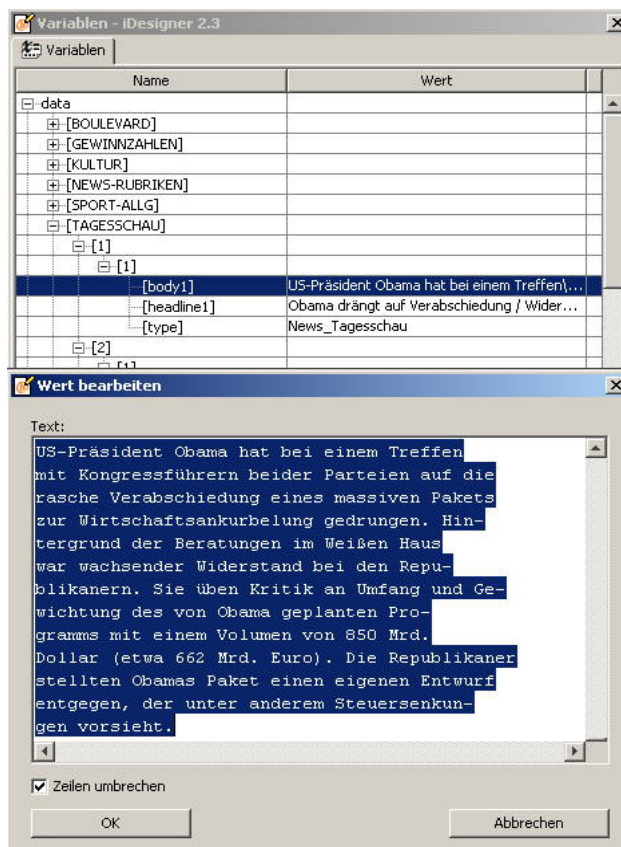 Variablen - iDesigner 2.3
Variablen
Name Wert
data
[BOULEVARD]
[GEWINNZAHLEN]
[KULTUR]
[NEWS-RUBRIKEN]
[SPORT-ALLG]
[TAGESSCHAU]
[1]
[1]
[body1] US-Präsident Obama hat bei einem Treffen\...
[headline1] Obama drängt auf Verabschiedung / Wider...
[type] News_Tagesschau
[2]
[1]
Wert bearbeiten
Text:
US-Präsident Obama hat bei einem Treffen
mit Kongressführern beider Parteien auf die
rasche Verabschiedung eines massiven Pakets
zur Wirtschaftsankurbelung gedrungen. Hin-
tergrund der Beratungen im Weißen Haus
war wachsender Widerstand bei den Repu-
blikanern. Sie üben Kritik an Umfang und Ge-
wichtung des von Obama geplanten Pro-
gramms mit einem Volumen von 850 Mrd.
Dollar (etwa 662 Mrd. Euro). Die Republikaner
stellten Obamas Paket einen eigenen Entwurf
entgegen, der unter anderem Steuersenkun-
gen vorsieht.
Zeilen umbrechen
OK Abbrechen